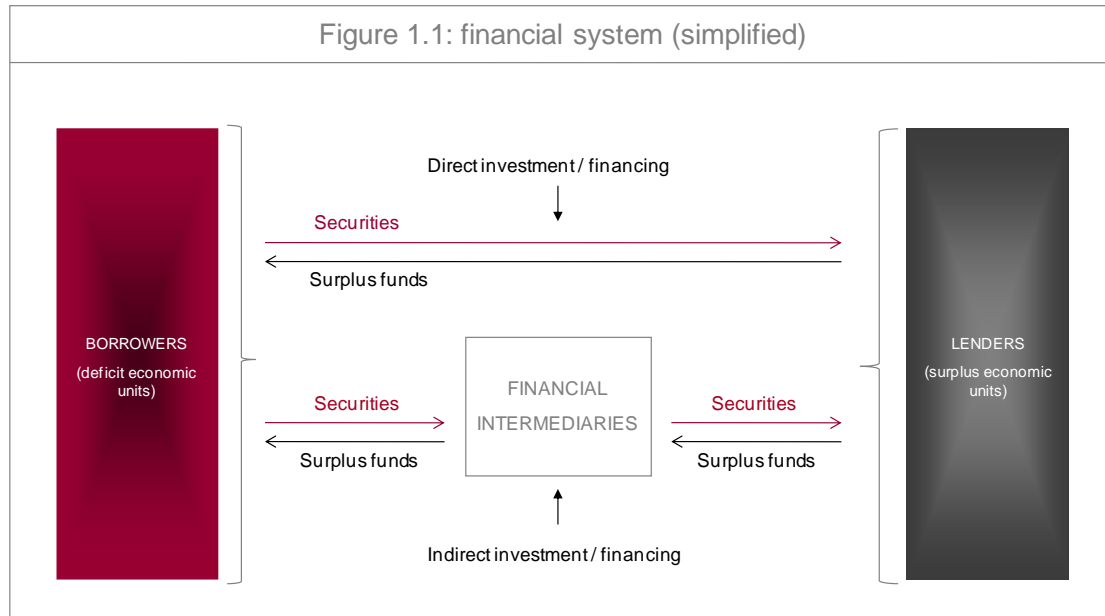 Figure 1.1: financial system (simplified)
Direct investment / financing
Securities
Surplus funds
BORROWERS
(deficit economic
units)
LENDERS
(surplus economic
units)
FINANCIAL
INTERMEDIARIES
Securities
Securities
Surplus funds
Surplus funds
Indirect investment / financing